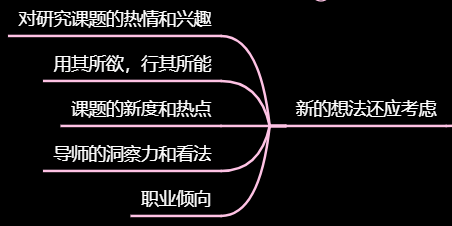 对研究课题的热情和兴趣
用其所欲，行其所能
课题的新度和热点
新的想法还应考虑
导师的洞察力和看法
职业倾向